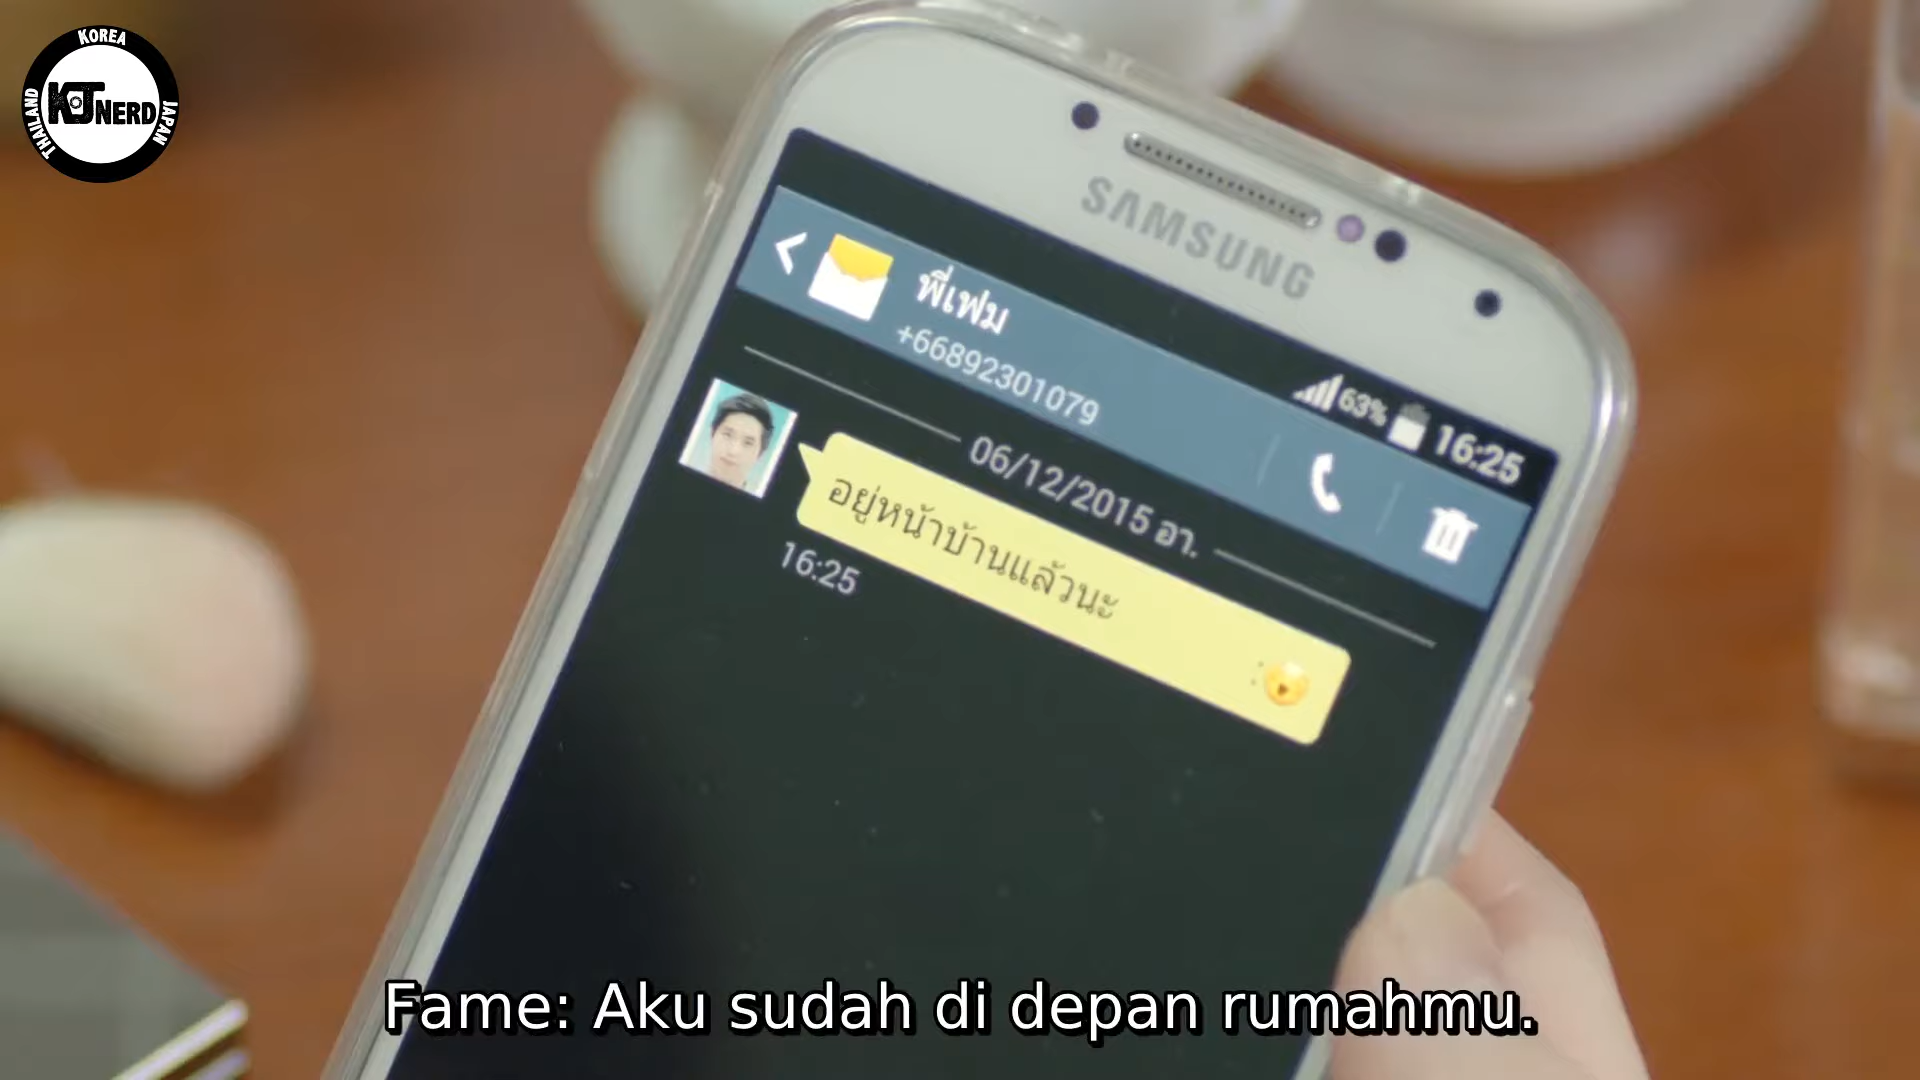 KOREA
KJTNERD
THAILAND
JAPAN
SAMSUNG
63% 16:25
พี่เฟม
+66892301079
06/12/2015 อา.
อยู่หน้าบ้านแล้วนะ
16:25
Fame: Aku sudah di depan rumahmu.